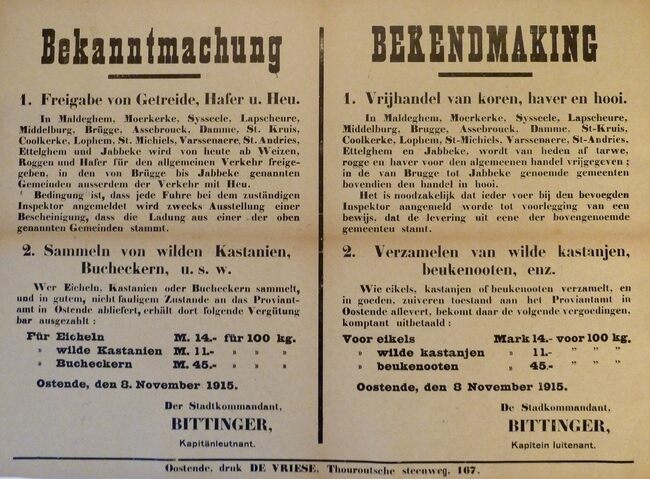 Bekanntmachung
1. Freigabe von Getreide, Hafer u. Heu.
In Maldeghem, Moerkerke, Sysseele, Lapscheure,
Middelburg, Brügge, Assebrouck, Damme, St. Kruis,
Coolkerke, Lophem, St. Michiels, Varssenaere, St. Andries,
Ettelghem und Jabbeke werden von heute ab Weizen,
Roggen und Hafer für den allgemeinen Verkehr freige-
geben, in den von Brügge bis Jabbeke genannten
Gemeinden ausserdem der Verkehr mit Heu.
Bedingung ist, dass jede Fuhre bei dem zuständigen
Inspektor angemeldet wird zwecks Ausstellung einer
Bescheinigung, dass die Ladung aus einer der oben
genannten Gemeinden stammt.
2. Sammeln von wilden Kastanien,
Bucheckern, u. s. w.
Wer Eicheln, Kastanien oder Bucheckern sammelt,
und in gutem, nicht fauligem Zustande an das Proviant-
amt in Ostende abliefert, erhält dort folgende Vergütung
bar ausgezahlt :
Für Eicheln M. 14.- für 100 kg.
» wilde Kastanien M. 11.- » » »
» Bucheckern M. 45.- » » »
Ostende, den 8. November 1915.
Der Stadtkommandant,
BITTINGER,
Kapitänleutnant.
BEKENDMAKING
1. Vrijhandel van koren, haver en hooi.
In Maldeghem, Moerkerke, Sysseele, Lapscheure,
Middelburg, Brugge, Assebrouck, Damme, St-Kruis,
Coolkerke, Lophem, St-Michiels, Varssenaere, St-Andries,
Ettelghem en Jabbeke, wordt van heden af tarwe,
rogge en haver voor den algemeenen handel vrijgegeven ;
in de van Brugge tot Jabbeke genoemde gemeenten
bovendien den handel in hooi.
Het is noodzakelijk dat ieder voer bij den bevoegden
Inspektor aangemeld worde tot voorlegging van een
bewijs, dat de levering uit eene der bovengenoemde
gemeenten stamt.
2. Verzamelen van wilde kastanjen,
beukenooten, enz.
Wie eikels, kastanjen of beukenooten verzamelt, en
in goeden, zuiveren toestand aan het Proviantamt in
Oostende aflevert, bekomt daar de volgende vergoedingen,
komptant uitbetaald :
Voor eikels Mark 14.- voor 100 kg.
» wilde kastanjen » 11.- " " "
» beukenooten » 45.- " " "
Oostende, den 8 November 1915.
De Stadkommandant,
BITTINGER,
Kapitein luitenant.
Oostende, druk DE VRIESE, Thouroutsche steenweg, 167.